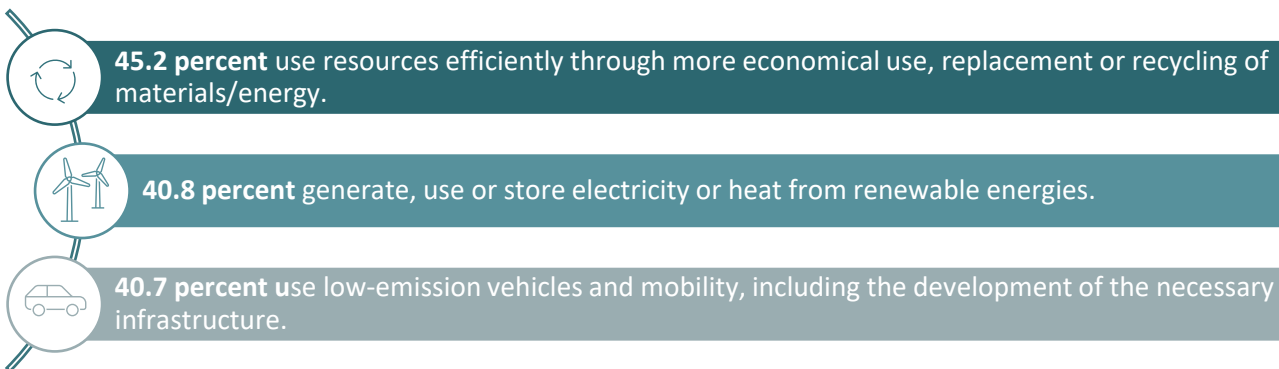 45.2 percent use resources efficiently through more economical use, replacement or recycling of
materials/energy.
40.8 percent generate, use or store electricity or heat from renewable energies.
40.7 percent use low-emission vehicles and mobility, including the development of the necessary
infrastructure.